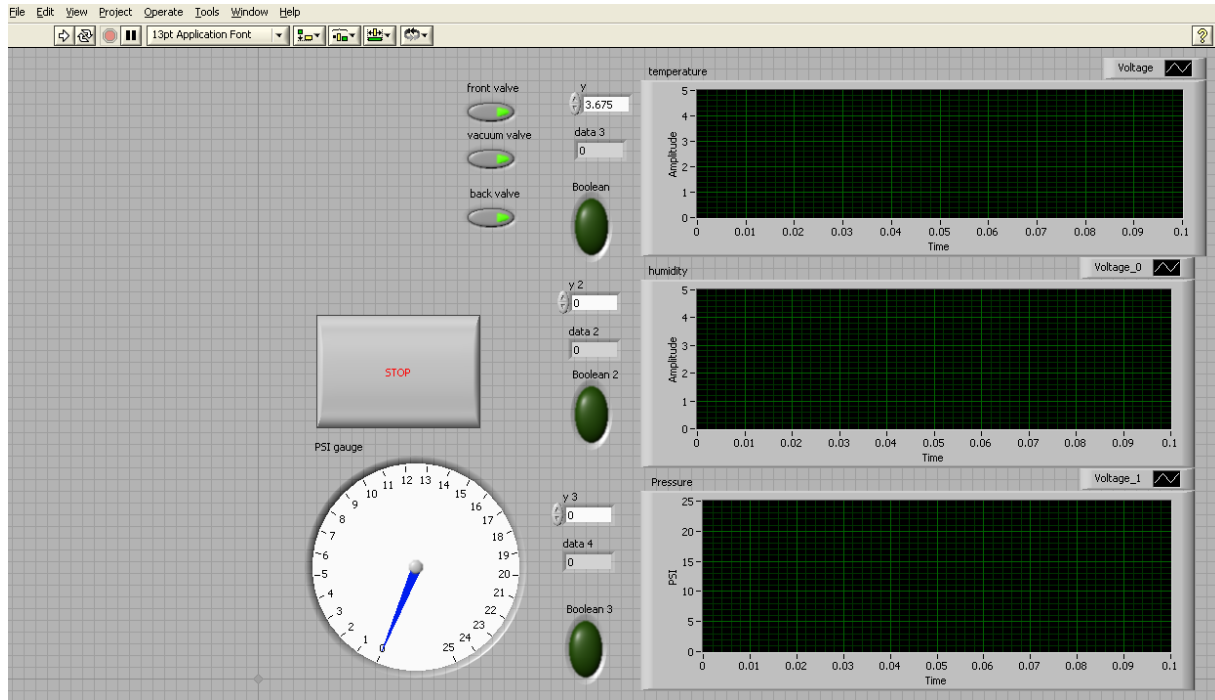 File Edit View Project Operate Tools Window Help
13pt Application Font
?
front valve
vacuum valve
back valve
y
3.675
data 3
0
Boolean
temperature
Voltage
Amplitude
5
4
3
2
1
0
0 0.01 0.02 0.03 0.04 0.05 0.06 0.07 0.08 0.09 0.1
Time
y 2
0
data 2
0
Boolean 2
humidity
Voltage_0
Amplitude
5
4
3
2
1
0
0 0.01 0.02 0.03 0.04 0.05 0.06 0.07 0.08 0.09 0.1
Time
STOP
PSI gauge
0 1 2 3 4 5 6 7 8 9 10 11 12 13 14 15 16 17 18 19 20 21 22 23 24 25
y 3
0
data 4
0
Boolean 3
Pressure
Voltage_1
PSI
25
20
15
10
5
0
0 0.01 0.02 0.03 0.04 0.05 0.06 0.07 0.08 0.09 0.1
Time